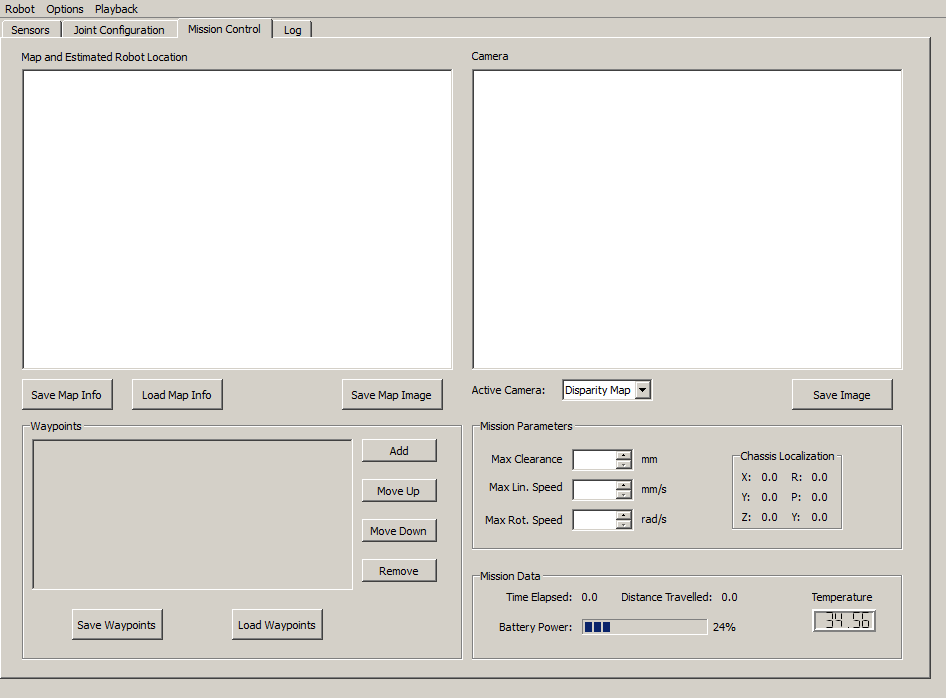 Robot Options Playback
Sensors Joint Configuration Mission Control Log
Map and Estimated Robot Location
Camera
Save Map Info Load Map Info Save Map Image
Active Camera: Disparity Map
Save Image
Waypoints
Add
Move Up
Move Down
Remove
Save Waypoints Load Waypoints
Mission Parameters
Max Clearance mm
Max Lin. Speed mm/s
Max Rot. Speed rad/s
Chassis Localization
X: 0.0 R: 0.0
Y: 0.0 P: 0.0
Z: 0.0 Y: 0.0
Mission Data
Time Elapsed: 0.0 Distance Travelled: 0.0
Battery Power: 24%
Temperature
34.56